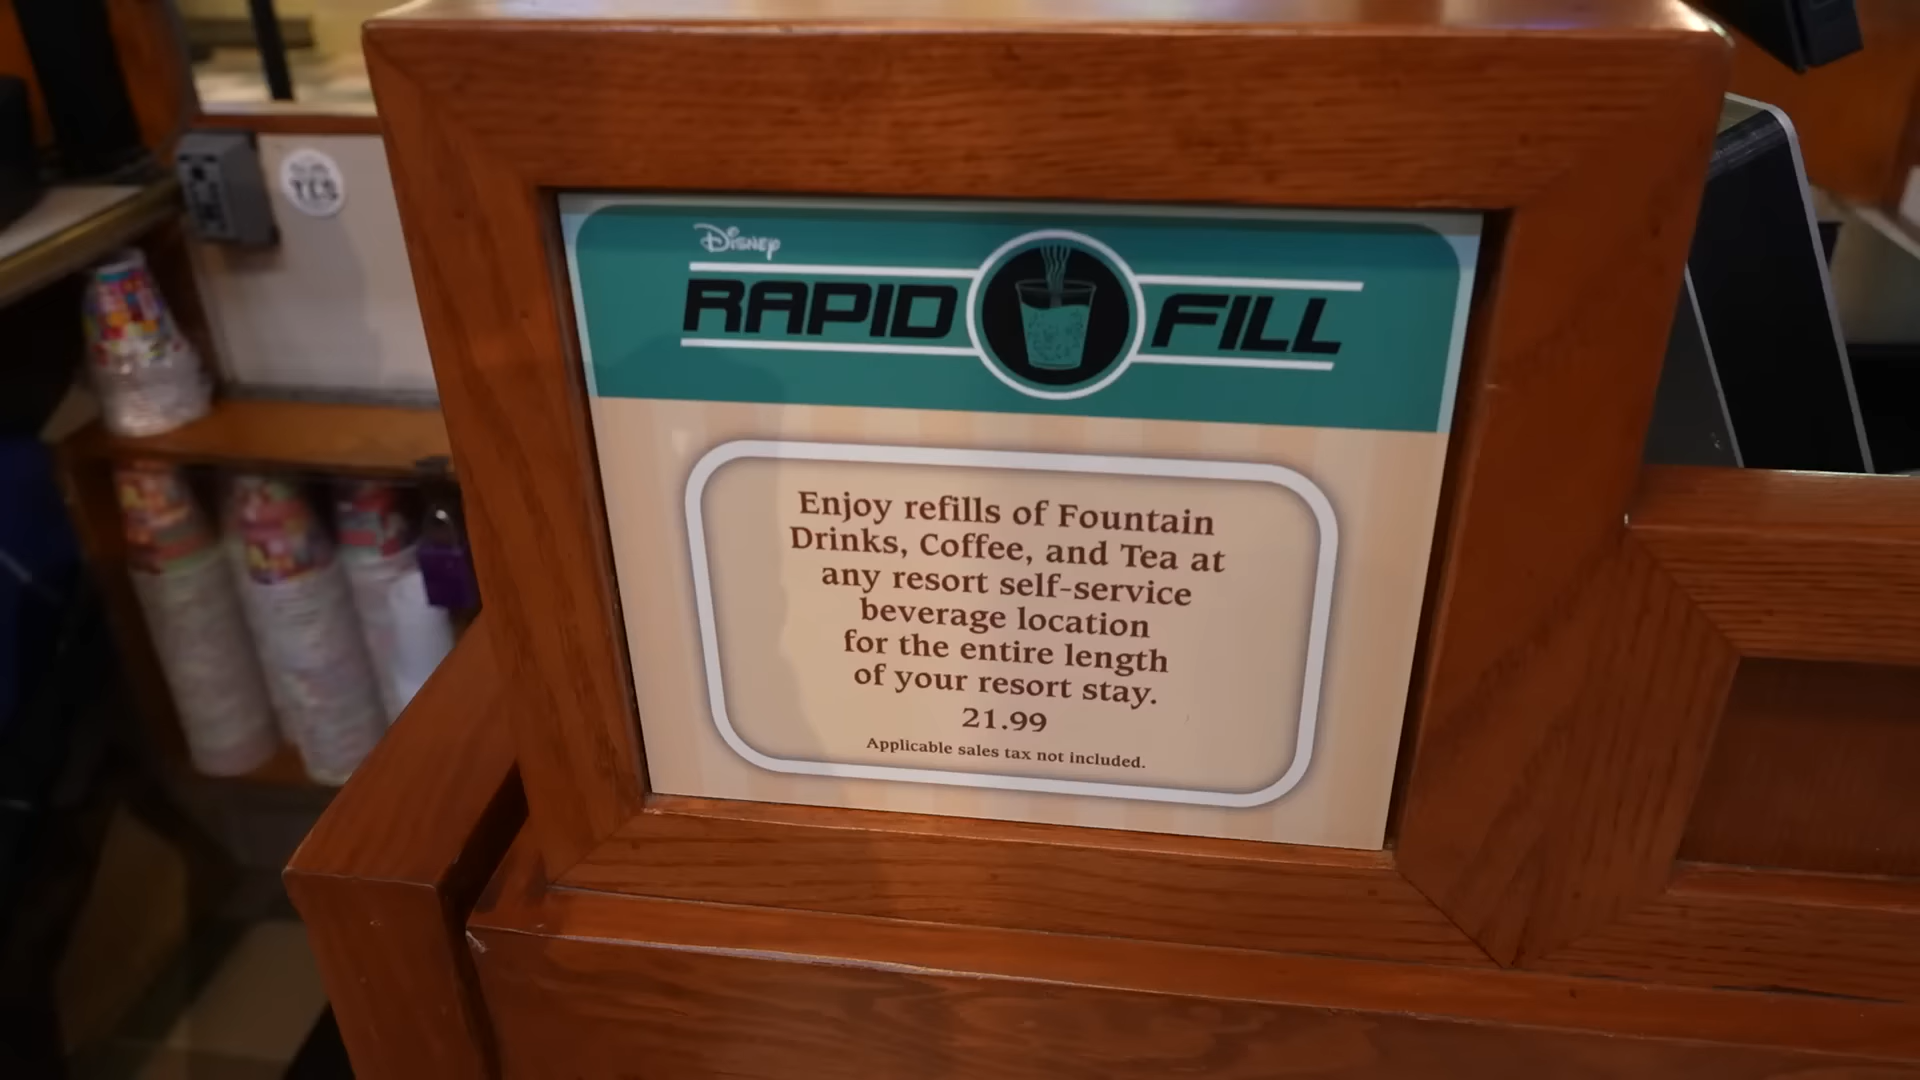 Disney
RAPID FILL
Enjoy refills of Fountain
Drinks, Coffee, and Tea at
any resort self-service
beverage location
for the entire length
of your resort stay.
21.99
Applicable sales tax not included.
YES